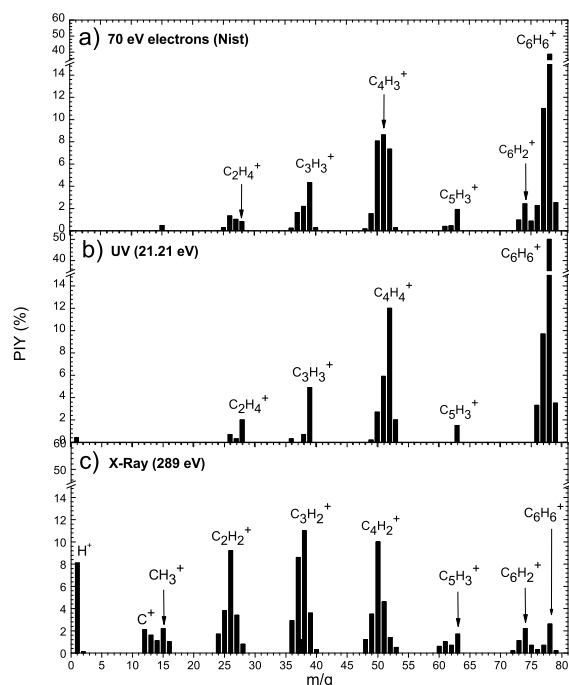 a) 70 eV electrons (Nist)
C₆H₆⁺
C₄H₃⁺
C₂H₄⁺
C₃H₃⁺
C₆H₂⁺
C₅H₃⁺
60
50
40
14
12
10
8
6
4
2
0
b) UV (21.21 eV)
C₆H₆⁺
C₄H₄⁺
C₃H₃⁺
C₂H₄⁺
C₅H₃⁺
50
40
12
10
8
6
4
2
0
PIY (%)
c) X-Ray (289 eV)
H⁺
C⁺
CH₃⁺
C₂H₂⁺
C₃H₂⁺
C₄H₂⁺
C₅H₃⁺
C₆H₂⁺
C₆H₆⁺
60
50
14
12
10
8
6
4
2
0
0 5 10 15 20 25 30 35 40 45 50 55 60 65 70 75 80
m/q